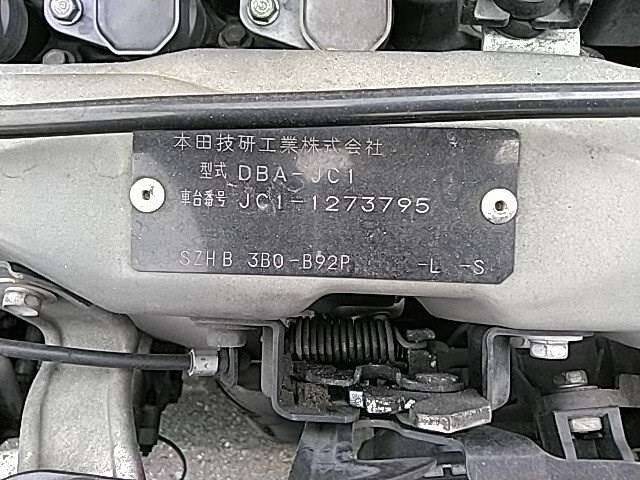 本田技研工業株式会社
型式 DBA-JC1
車台番号 JC1-1273795
SZHB 3B0-B92P -L -S